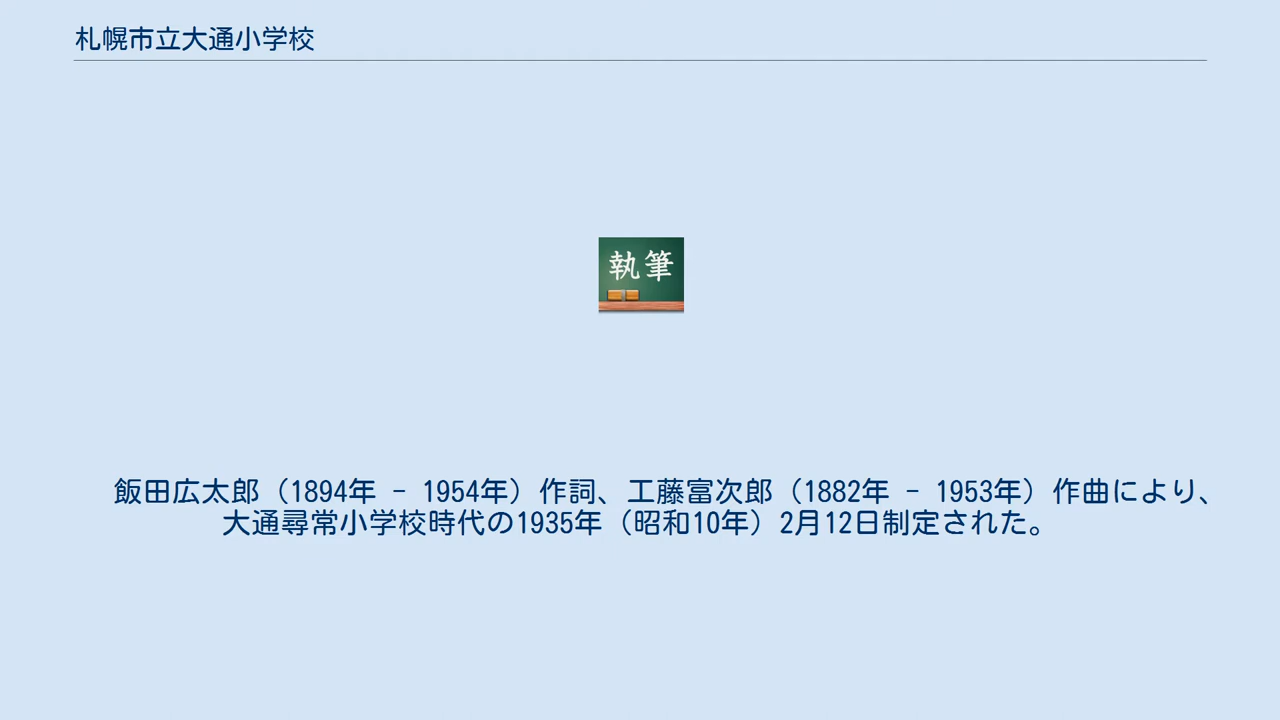 札幌市立大通小学校
執筆
飯田広太郎（1894年 - 1954年）作詞、工藤富次郎（1882年 - 1953年）作曲により、
大通尋常小学校時代の1935年（昭和10年）2月12日制定された。